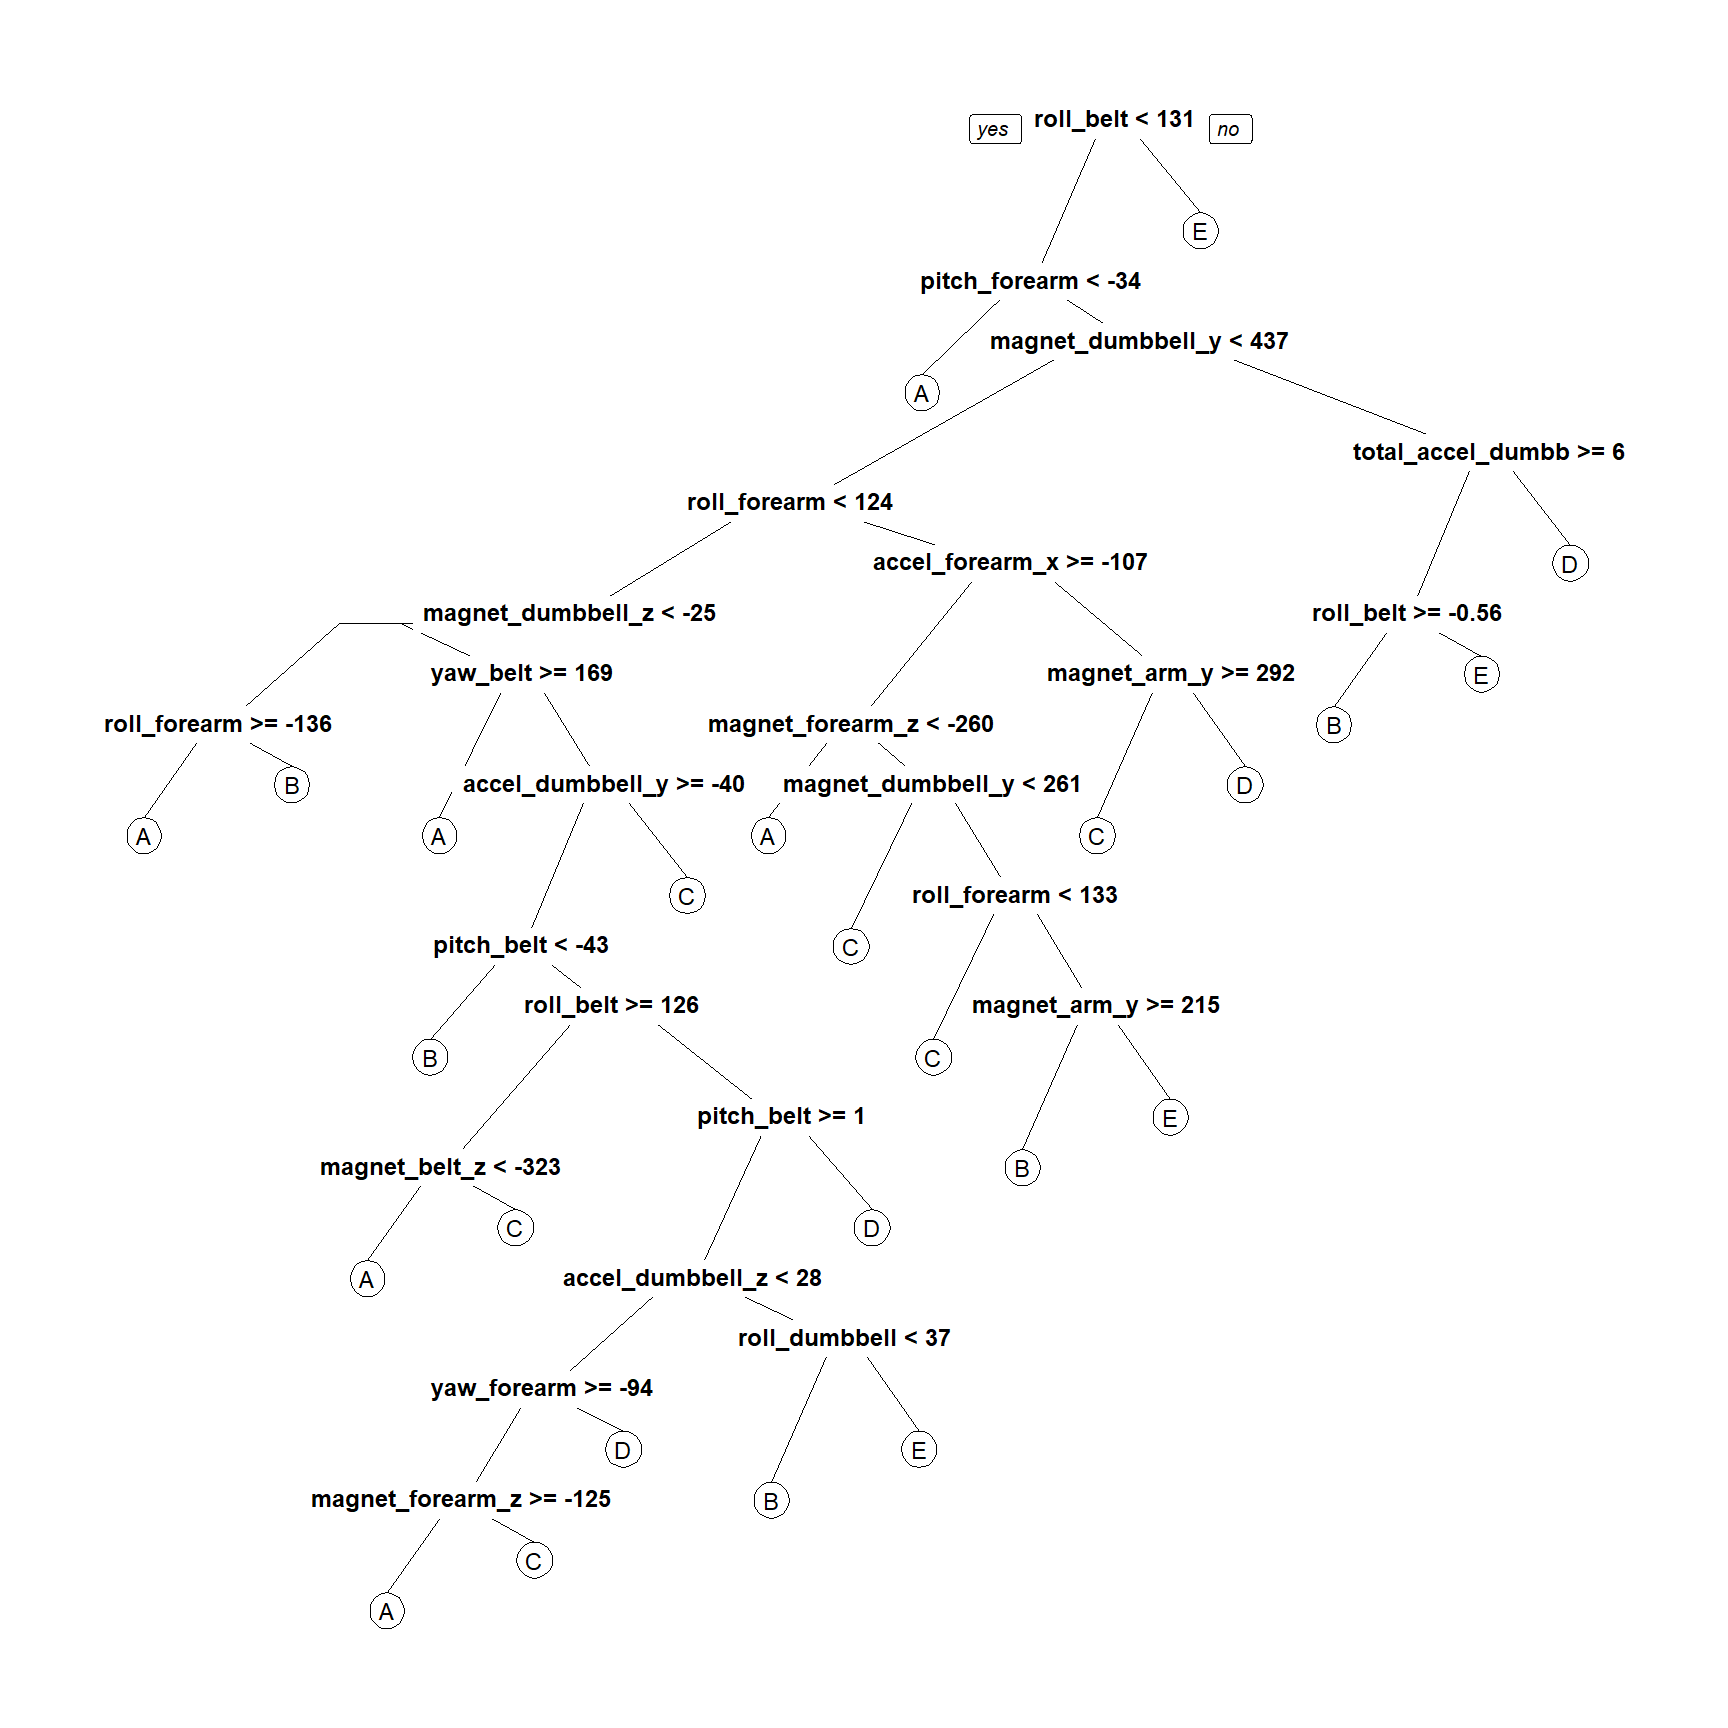 yes roll_belt < 131 no
E
pitch_forearm < -34
magnet_dumbbell_y < 437
A
total_accel_dumbb >= 6
roll_forearm < 124
accel_forearm_x >= -107
D
magnet_dumbbell_z < -25
roll_belt >= -0.56
yaw_belt >= 169
magnet_arm_y >= 292
E
roll_forearm >= -136
magnet_forearm_z < -260
B
B
accel_dumbbell_y >= -40
magnet_dumbbell_y < 261
D
A
A
A
C
C
roll_forearm < 133
pitch_belt < -43
C
roll_belt >= 126
magnet_arm_y >= 215
B
C
pitch_belt >= 1
E
magnet_belt_z < -323
B
C
D
A
accel_dumbbell_z < 28
roll_dumbbell < 37
yaw_forearm >= -94
D
E
magnet_forearm_z >= -125
B
C
A